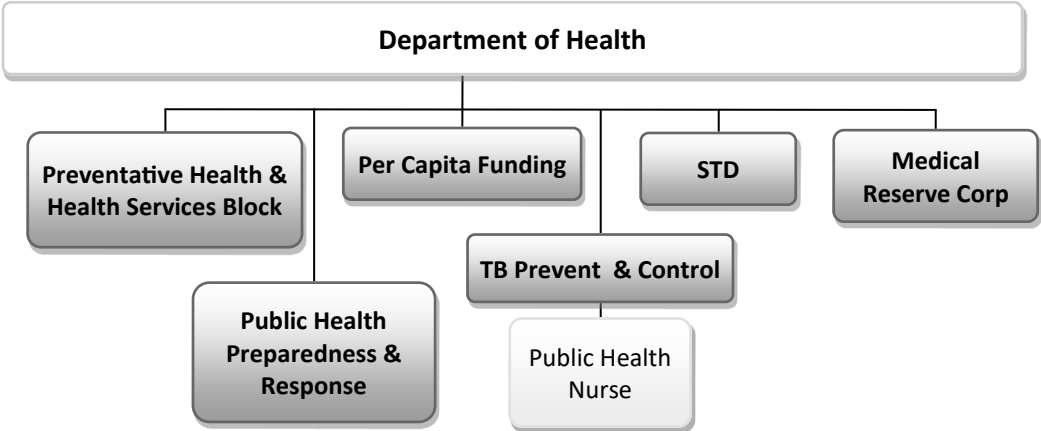 Department of Health
Preventative Health &
Health Services Block
Per Capita Funding
STD
Medical
Reserve Corp
TB Prevent & Control
Public Health
Preparedness &
Response
Public Health
Nurse